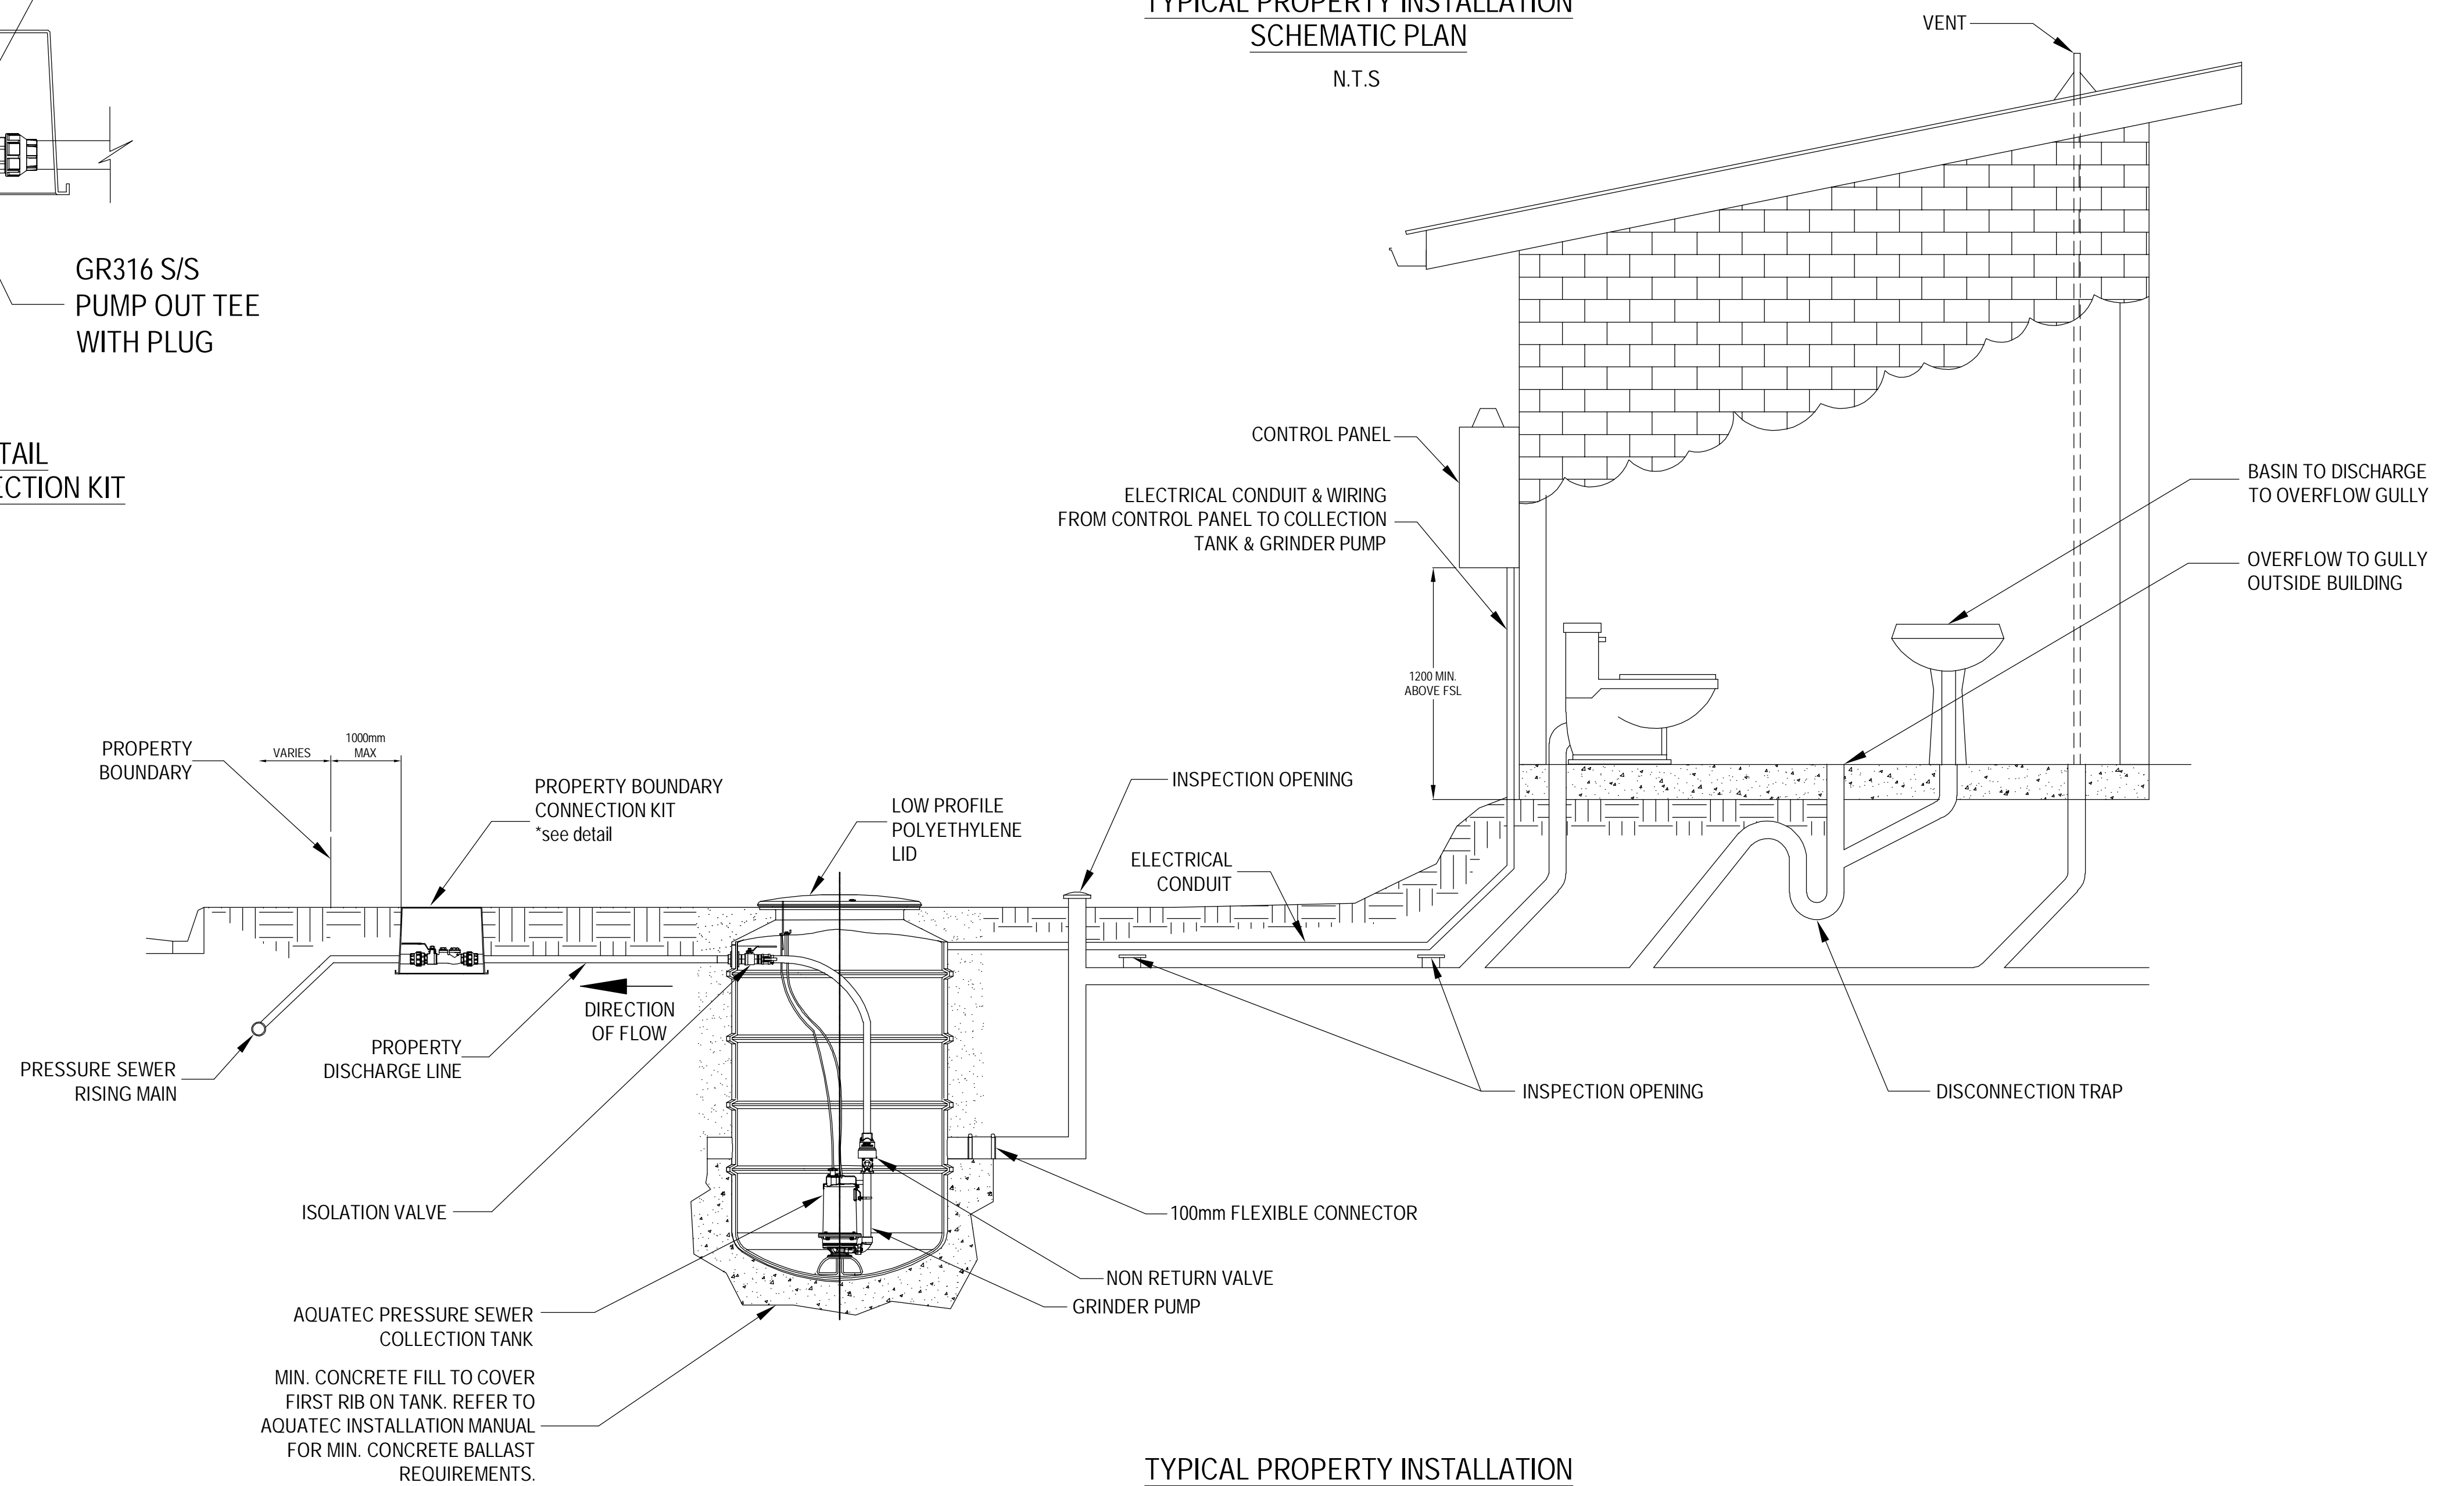 TYPICAL PROPERTY INSTALLATION
SCHEMATIC PLAN
N.T.S
VENT
GR316 S/S
PUMP OUT TEE
WITH PLUG
TAIL
ECTION KIT
CONTROL PANEL
ELECTRICAL CONDUIT & WIRING
FROM CONTROL PANEL TO COLLECTION
TANK & GRINDER PUMP
BASIN TO DISCHARGE
TO OVERFLOW GULLY
OVERFLOW TO GULLY
OUTSIDE BUILDING
1200 MIN.
ABOVE FSL
PROPERTY
BOUNDARY
VARIES
1000mm
MAX
PROPERTY BOUNDARY
CONNECTION KIT
*see detail
LOW PROFILE
POLYETHYLENE
LID
INSPECTION OPENING
ELECTRICAL
CONDUIT
DIRECTION
OF FLOW
PROPERTY
DISCHARGE LINE
PRESSURE SEWER
RISING MAIN
INSPECTION OPENING
DISCONNECTION TRAP
ISOLATION VALVE
100mm FLEXIBLE CONNECTOR
NON RETURN VALVE
GRINDER PUMP
AQUATEC PRESSURE SEWER
COLLECTION TANK
MIN. CONCRETE FILL TO COVER
FIRST RIB ON TANK. REFER TO
AQUATEC INSTALLATION MANUAL
FOR MIN. CONCRETE BALLAST
REQUIREMENTS.
TYPICAL PROPERTY INSTALLATION